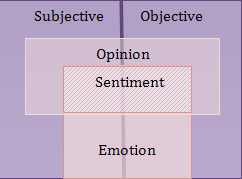 Subjective Objective
Opinion
Sentiment
Emotion